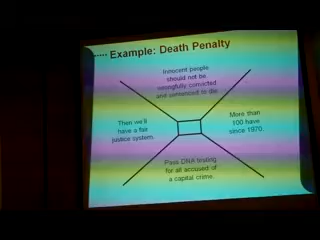 Example: Death Penalty
Innocent people
should not be
wrongfully convicted
and sentenced to die.
Then we'll
have a fair
justice system.
More than
100 have
since 1970.
Pass DNA testing
for all accused of
a capital crime.